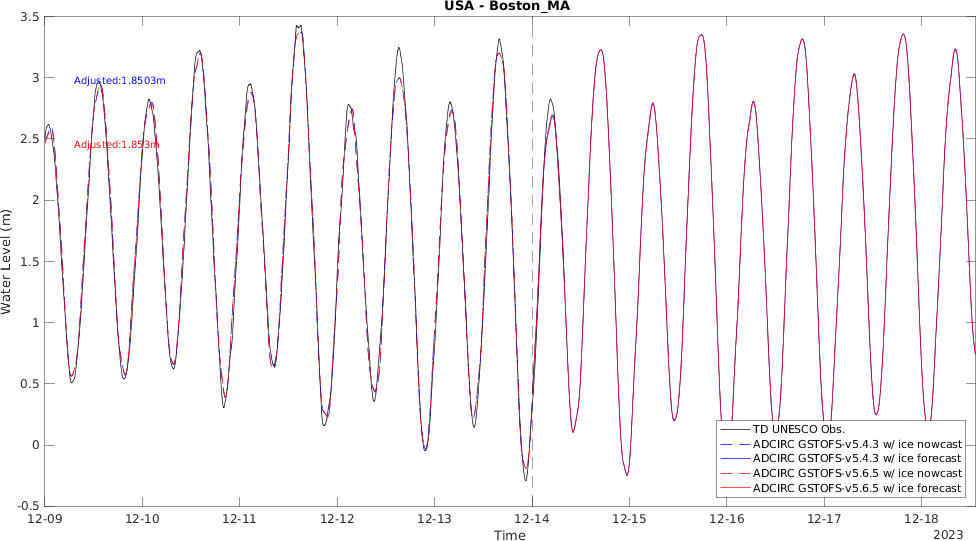 USA - Boston_MA
3.5
3
2.5
2
1.5
1
0.5
0
-0.5
Water Level (m)
Adjusted:1.8503m
Adjusted:1.853m
TD UNESCO Obs.
ADCIRC GSTOFS-v5.4.3 w/ ice nowcast
ADCIRC GSTOFS-v5.4.3 w/ ice forecast
ADCIRC GSTOFS-v5.6.5 w/ ice nowcast
ADCIRC GSTOFS-v5.6.5 w/ ice forecast
12-09 12-10 12-11 12-12 12-13 12-14 12-15 12-16 12-17 12-18
Time
2023